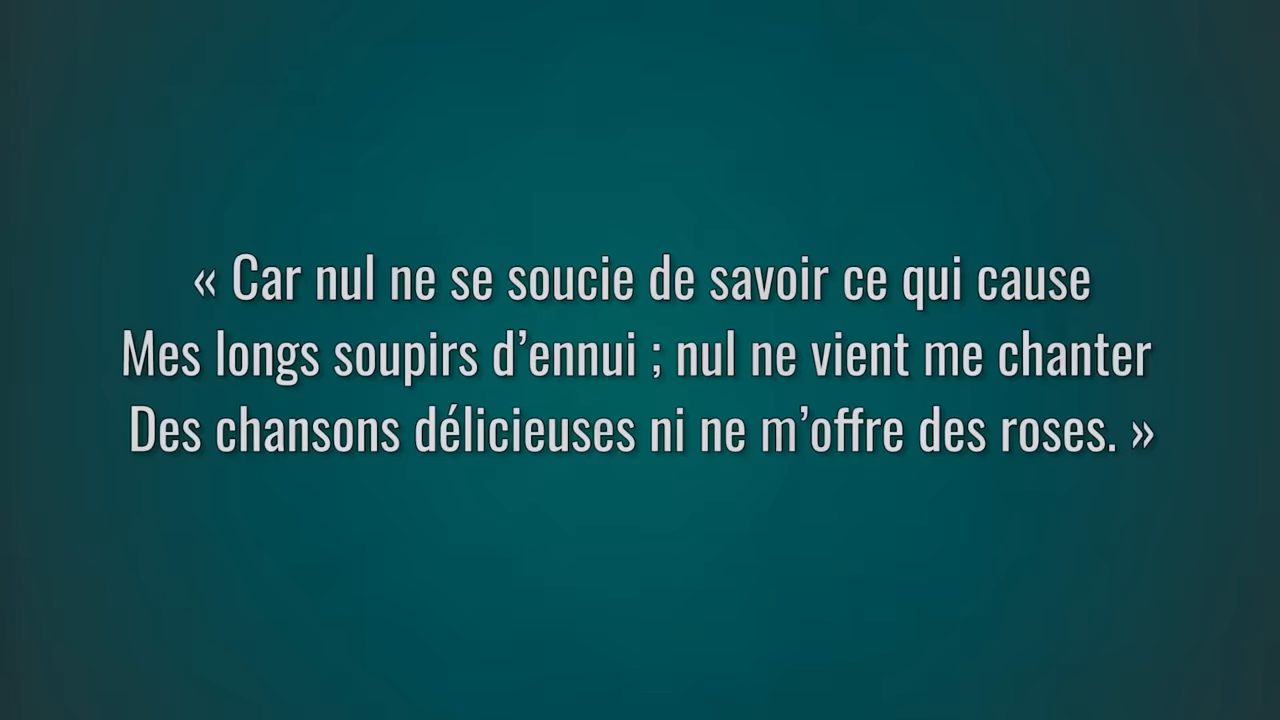 « Car nul ne se soucie de savoir ce qui cause
Mes longs soupirs d’ennui ; nul ne vient me chanter
Des chansons délicieuses ni ne m’offre des roses. »